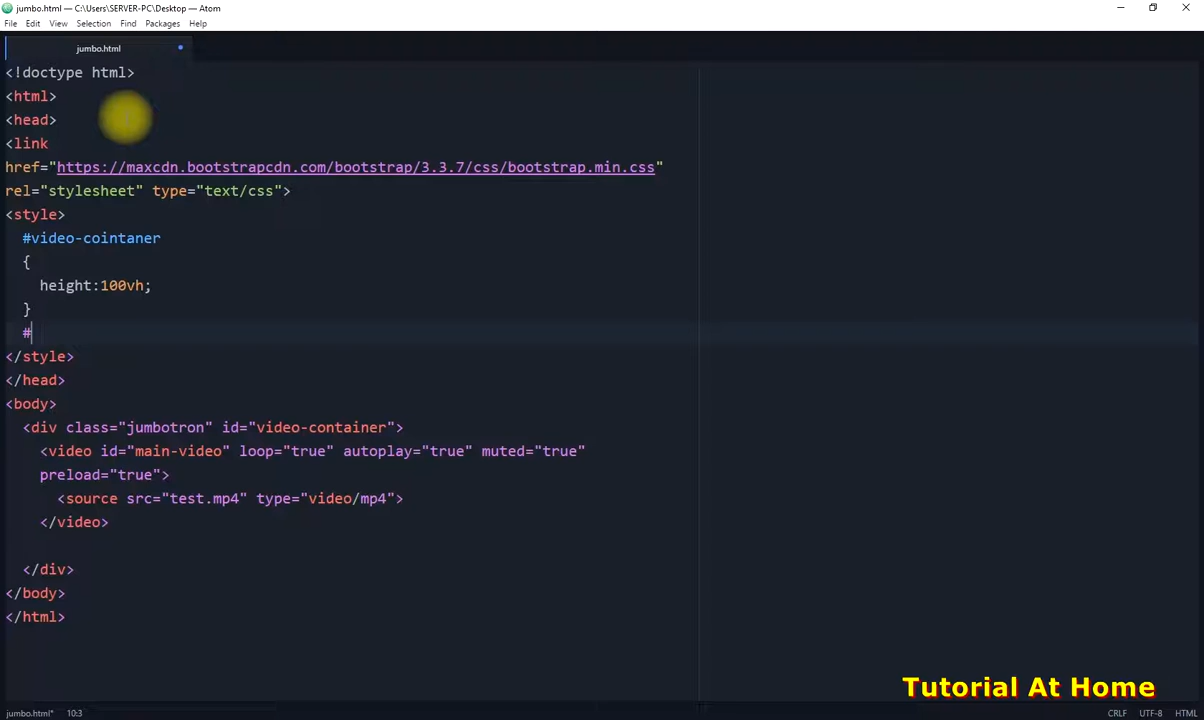 jumbo.html — C:\Users\SERVER-PC\Desktop — Atom
File Edit View Selection Find Packages Help
jumbo.html
<!doctype html>
<html>
<head>
<link
href="https://maxcdn.bootstrapcdn.com/bootstrap/3.3.7/css/bootstrap.min.css"
rel="stylesheet" type="text/css">
<style>
#video-cointaner
{
height:100vh;
}
#
</style>
</head>
<body>
<div class="jumbotron" id="video-container">
<video id="main-video" loop="true" autoplay="true" muted="true"
preload="true">
<source src="test.mp4" type="video/mp4">
</video>
</div>
</body>
</html>
Tutorial At Home
jumbo.html* 10:3 CRLF UTF-8 HTML